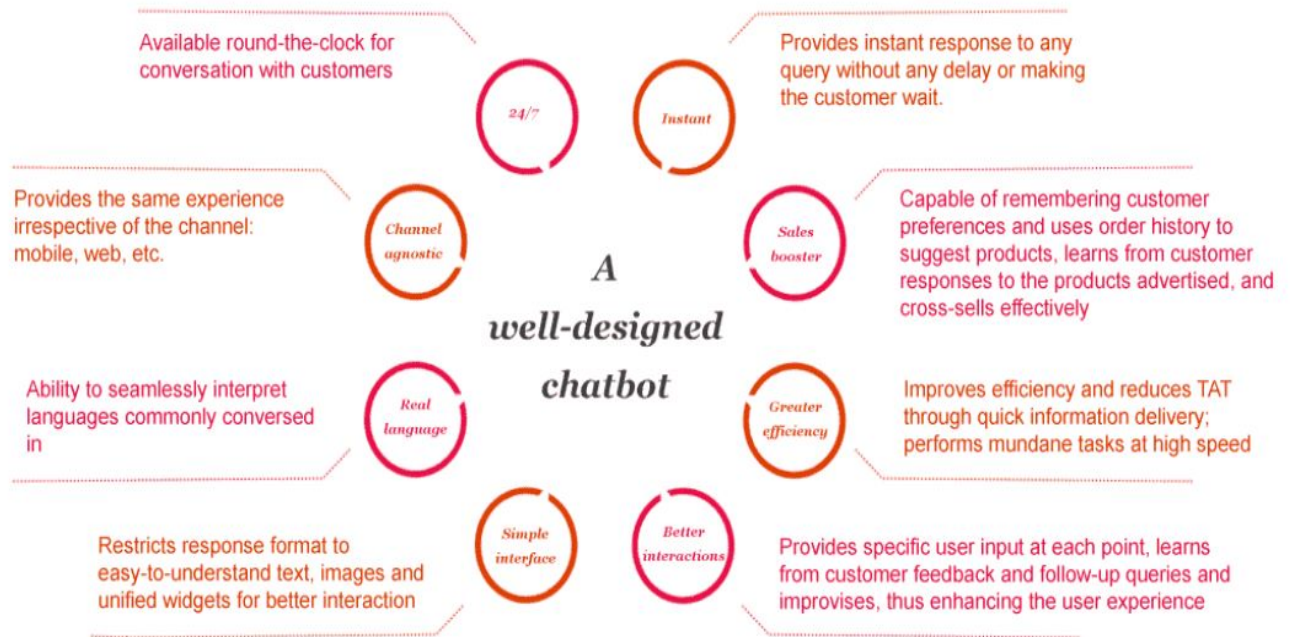 Available round-the-clock for
conversation with customers
24/7
Instant
Provides instant response to any
query without any delay or making
the customer wait.
Provides the same experience
irrespective of the channel:
mobile, web, etc.
Channel
agnostic
Sales
booster
Capable of remembering customer
preferences and uses order history to
suggest products, learns from customer
responses to the products advertised, and
cross-sells effectively
A
well-designed
chatbot
Ability to seamlessly interpret
languages commonly conversed
in
Real
language
Greater
efficiency
Improves efficiency and reduces TAT
through quick information delivery;
performs mundane tasks at high speed
Restricts response format to
easy-to-understand text, images and
unified widgets for better interaction
Simple
interface
Better
interactions
Provides specific user input at each point, learns
from customer feedback and follow-up queries and
improvises, thus enhancing the user experience